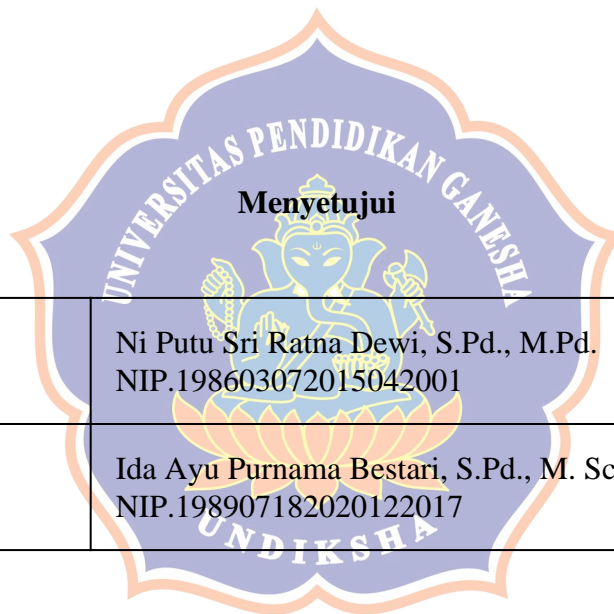 UNIVERSITAS PENDIDIKAN GANESHA
Menyetujui
Ni Putu Sri Ratna Dewi, S.Pd., M.Pd.
NIP.198603072015042001
Ida Ayu Purnama Bestari, S.Pd., M. Sc
NIP.198907182020122017
UNDIKSHA